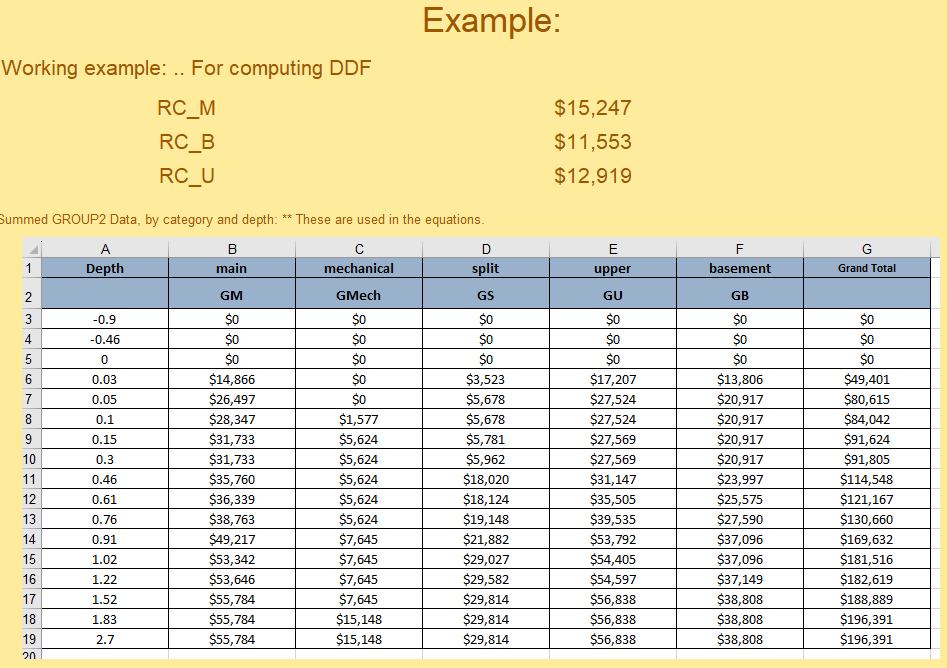 Example:
Working example: .. For computing DDF
RC_M $15,247
RC_B $11,553
RC_U $12,919
Summed GROUP2 Data, by category and depth: ** These are used in the equations.
A B C D E F G
1 Depth main mechanical split upper basement Grand Total
2 GM GMech GS GU GB
3 -0.9 $0 $0 $0 $0 $0 $0
4 -0.46 $0 $0 $0 $0 $0 $0
5 0 $0 $0 $0 $0 $0 $0
6 0.03 $14,866 $0 $3,523 $17,207 $13,806 $49,401
7 0.05 $26,497 $0 $5,678 $27,524 $20,917 $80,615
8 0.1 $28,347 $1,577 $5,678 $27,524 $20,917 $84,042
9 0.15 $31,733 $5,624 $5,781 $27,569 $20,917 $91,624
10 0.3 $31,733 $5,624 $5,962 $27,569 $20,917 $91,805
11 0.46 $35,760 $5,624 $18,020 $31,147 $23,997 $114,548
12 0.61 $36,339 $5,624 $18,124 $35,505 $25,575 $121,167
13 0.76 $38,763 $5,624 $19,148 $39,535 $27,590 $130,660
14 0.91 $49,217 $7,645 $21,882 $53,792 $37,096 $169,632
15 1.02 $53,342 $7,645 $29,027 $54,405 $37,096 $181,516
16 1.22 $53,646 $7,645 $29,582 $54,597 $37,149 $182,619
17 1.52 $55,784 $7,645 $29,814 $56,838 $38,808 $188,889
18 1.83 $55,784 $15,148 $29,814 $56,838 $38,808 $196,391
19 2.7 $55,784 $15,148 $29,814 $56,838 $38,808 $196,391
20